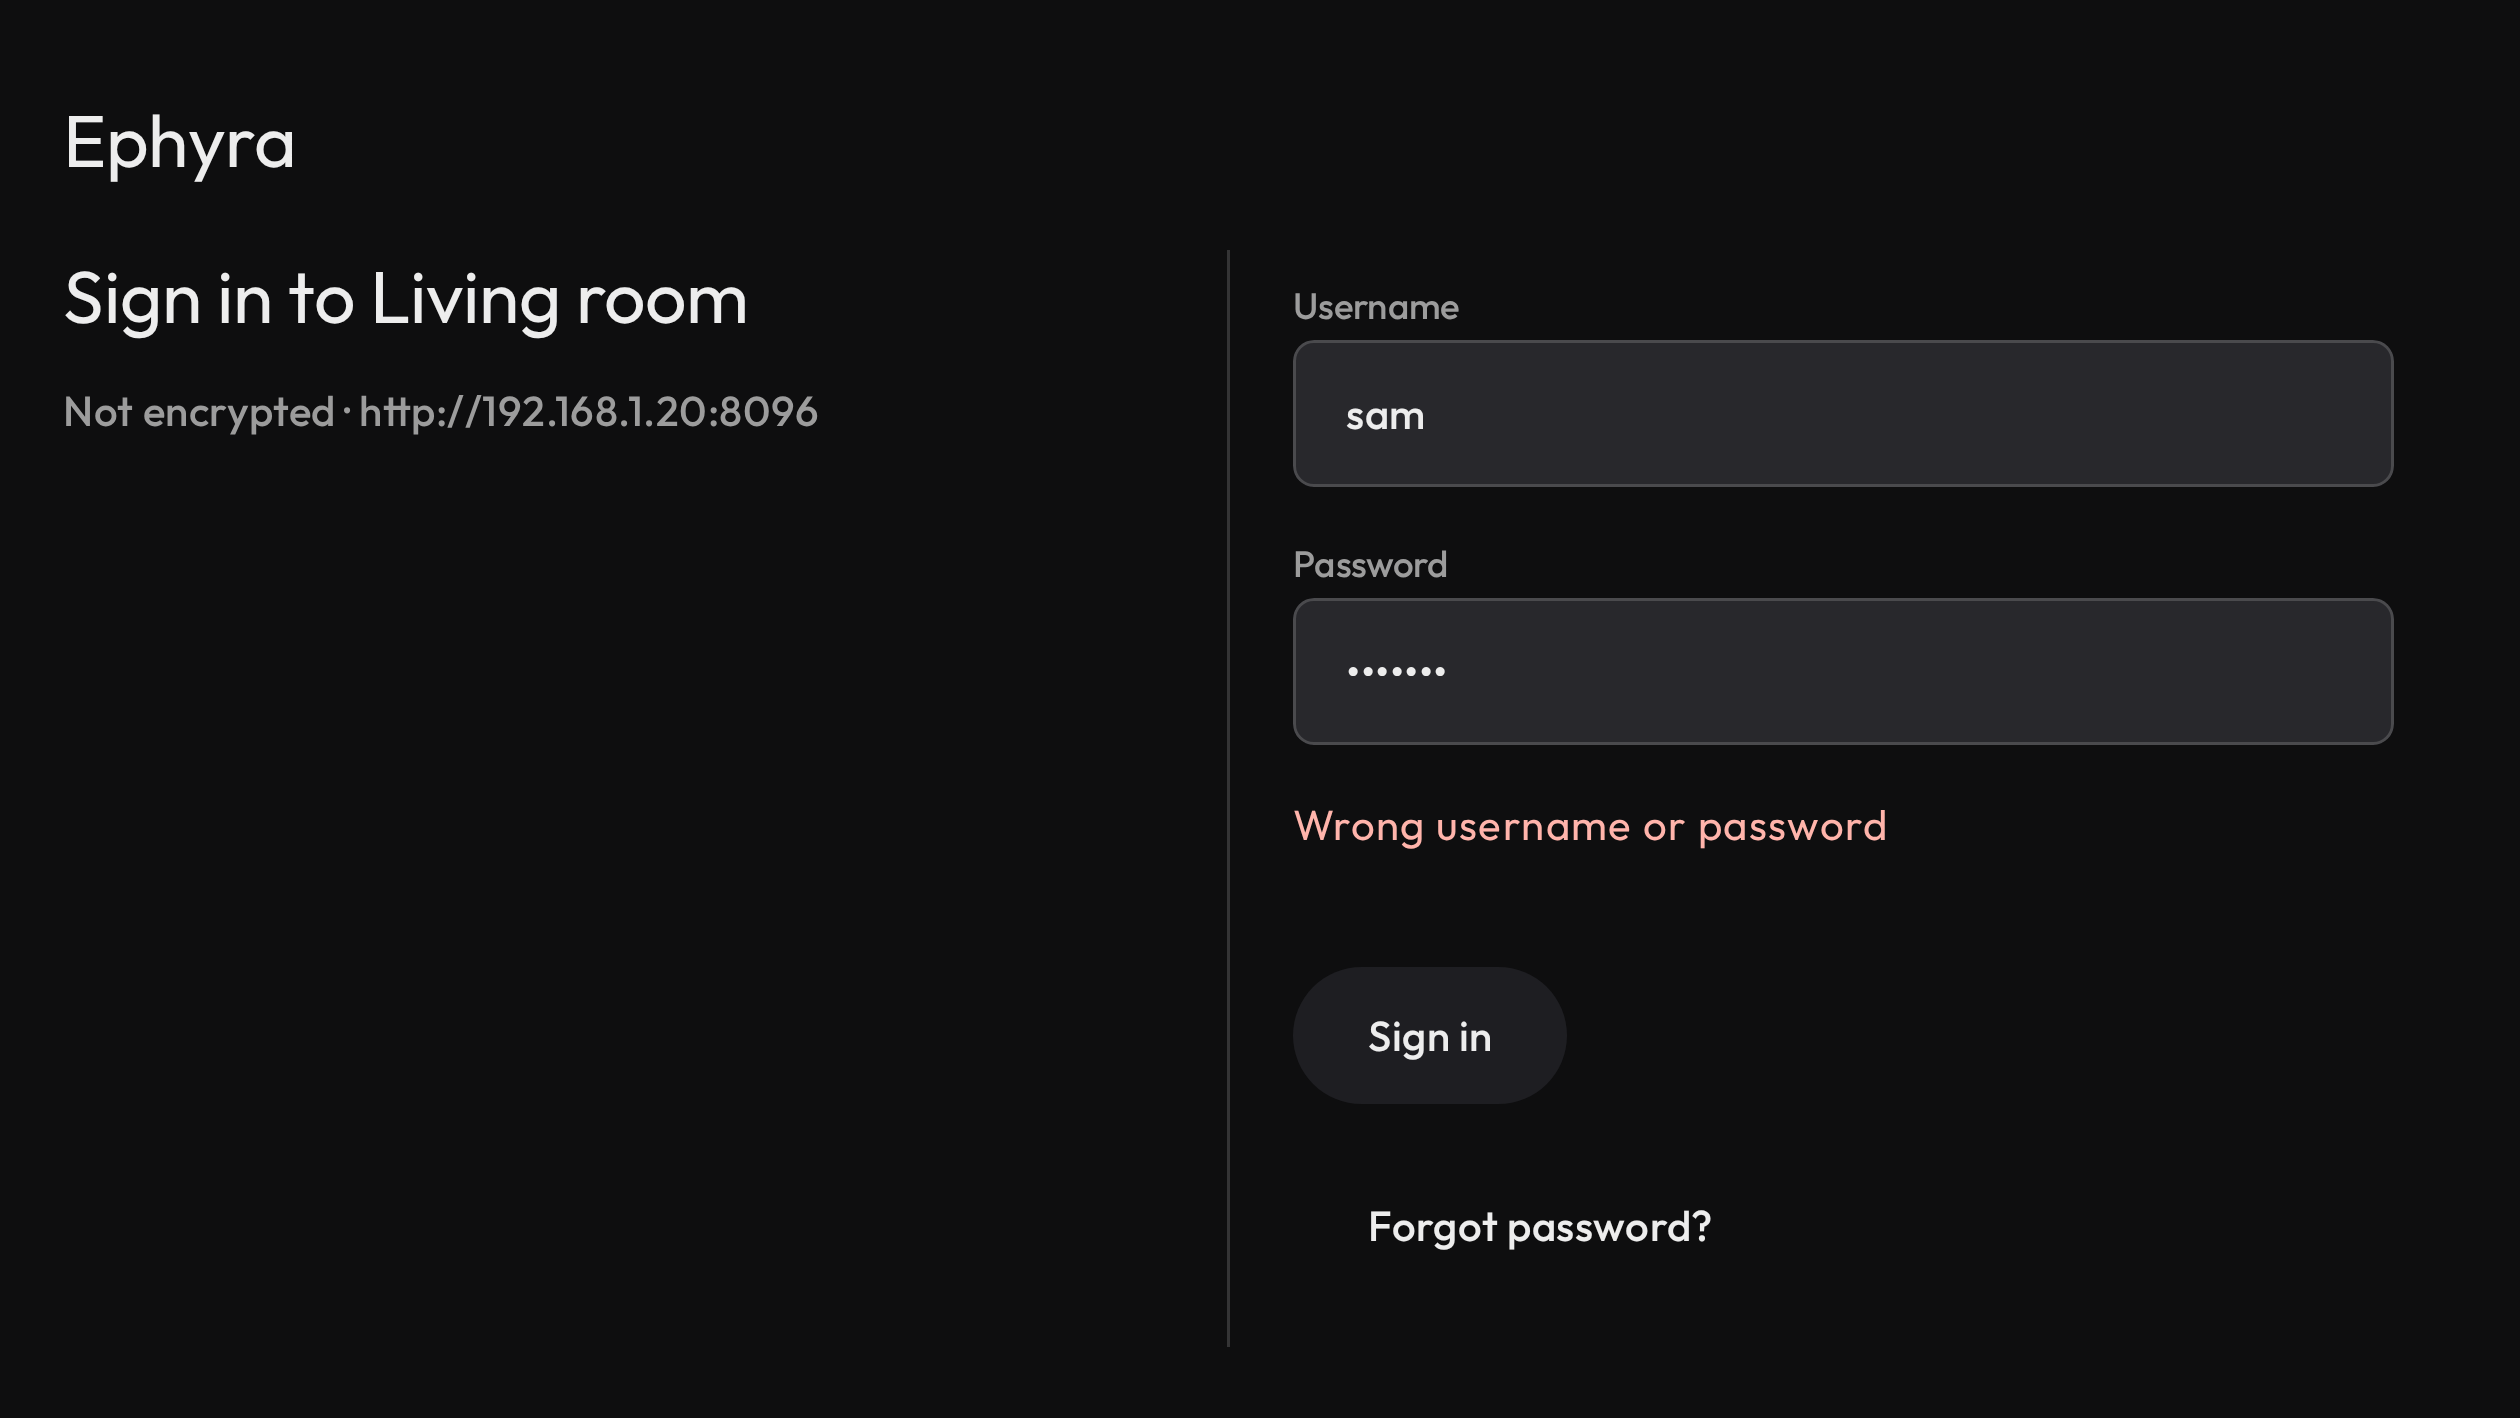 Ephyra
Sign in to Living room
Not encrypted · http://192.168.1.20:8096
Username
sam
Password
•••••••
Wrong username or password
Sign in
Forgot password?